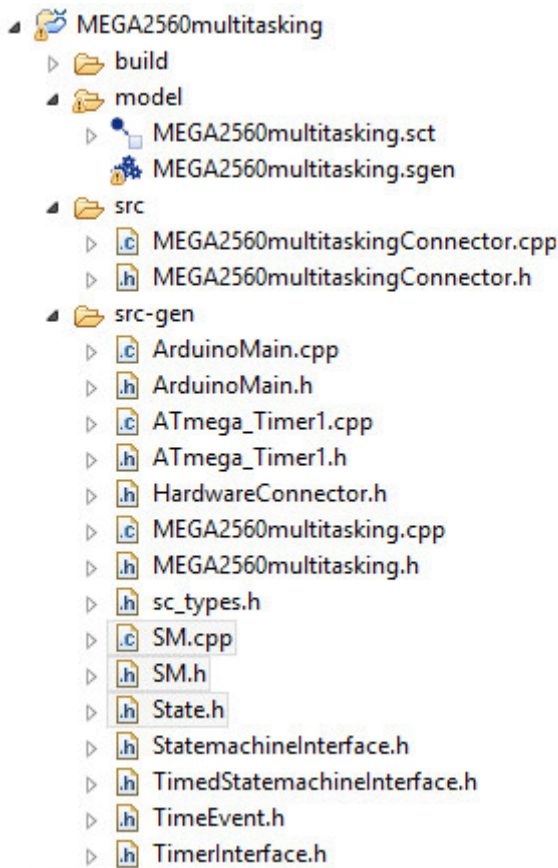 MEGA2560multitasking
build
model
MEGA2560multitasking.sct
MEGA2560multitasking.sgen
src
.c MEGA2560multitaskingConnector.cpp
.h MEGA2560multitaskingConnector.h
src-gen
.c ArduinoMain.cpp
.h ArduinoMain.h
.c ATmega_Timer1.cpp
.h ATmega_Timer1.h
.h HardwareConnector.h
.c MEGA2560multitasking.cpp
.h MEGA2560multitasking.h
.h sc_types.h
.c SM.cpp
.h SM.h
.h State.h
.h StatemachineInterface.h
.h TimedStatemachineInterface.h
.h TimeEvent.h
.h TimerInterface.h